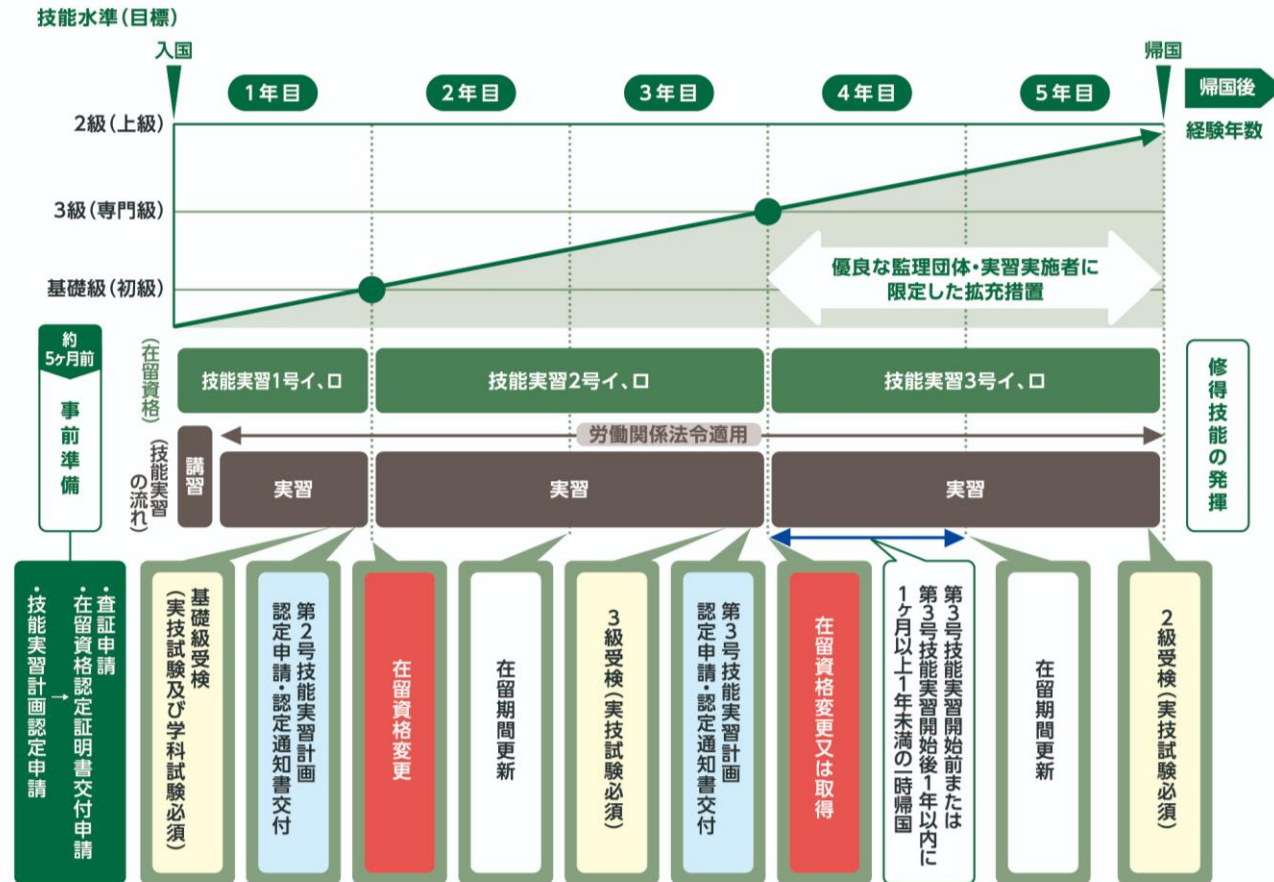 技能水準（目標）
入国
帰国
1年目
2年目
3年目
4年目
5年目
帰国後
経験年数
2級（上級）
3級（専門級）
基礎級（初級）
優良な監理団体・実習実施者に
限定した拡充措置
約
5ヶ月前
事前準備
（在留資格）
技能実習1号イ、ロ
技能実習2号イ、ロ
技能実習3号イ、ロ
修得技能の発揮
労働関係法令適用
（技能実習
の流れ）
講習
実習
実習
実習
・査証申請
・在留資格認定証明書交付申請
→
・技能実習計画認定申請
基礎級受検
（実技試験及び学科試験必須）
第2号技能実習計画
認定申請・認定通知書交付
在留資格変更
在留期間更新
3級受検（実技試験必須）
第3号技能実習計画
認定申請・認定通知書交付
在留資格変更又は取得
第3号技能実習開始前または
第3号技能実習開始後1年以内に
1ヶ月以上1年未満の一時帰国
在留期間更新
2級受検（実技試験必須）